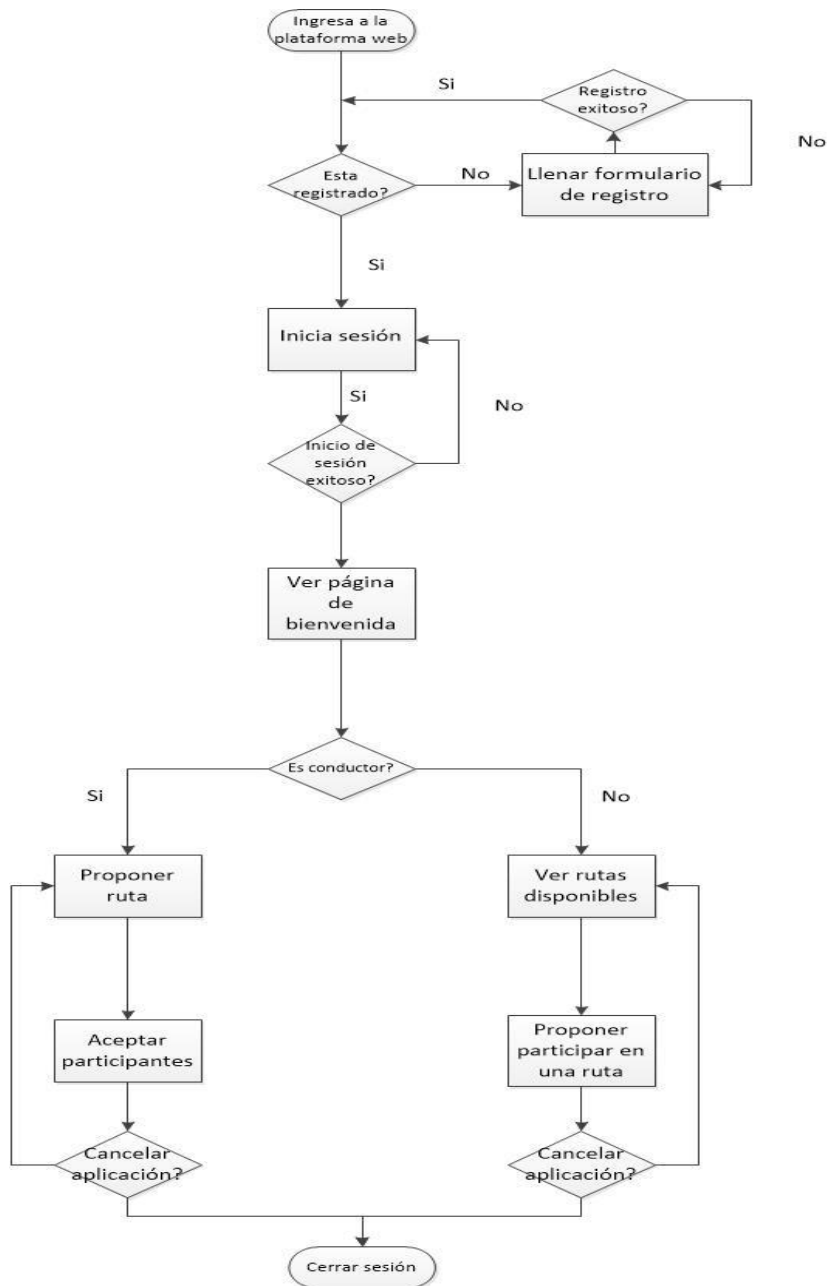 Ingresa a la
plataforma web
Si
Registro
exitoso?
No
Esta
registrado?
No
Llenar formulario
de registro
Si
Inicia sesión
Si
No
Inicio de
sesión
exitoso?
Ver página
de
bienvenida
Es conductor?
Si
No
Proponer
ruta
Ver rutas
disponibles
Aceptar
participantes
Proponer
participar en
una ruta
Cancelar
aplicación?
Cancelar
aplicación?
Cerrar sesión